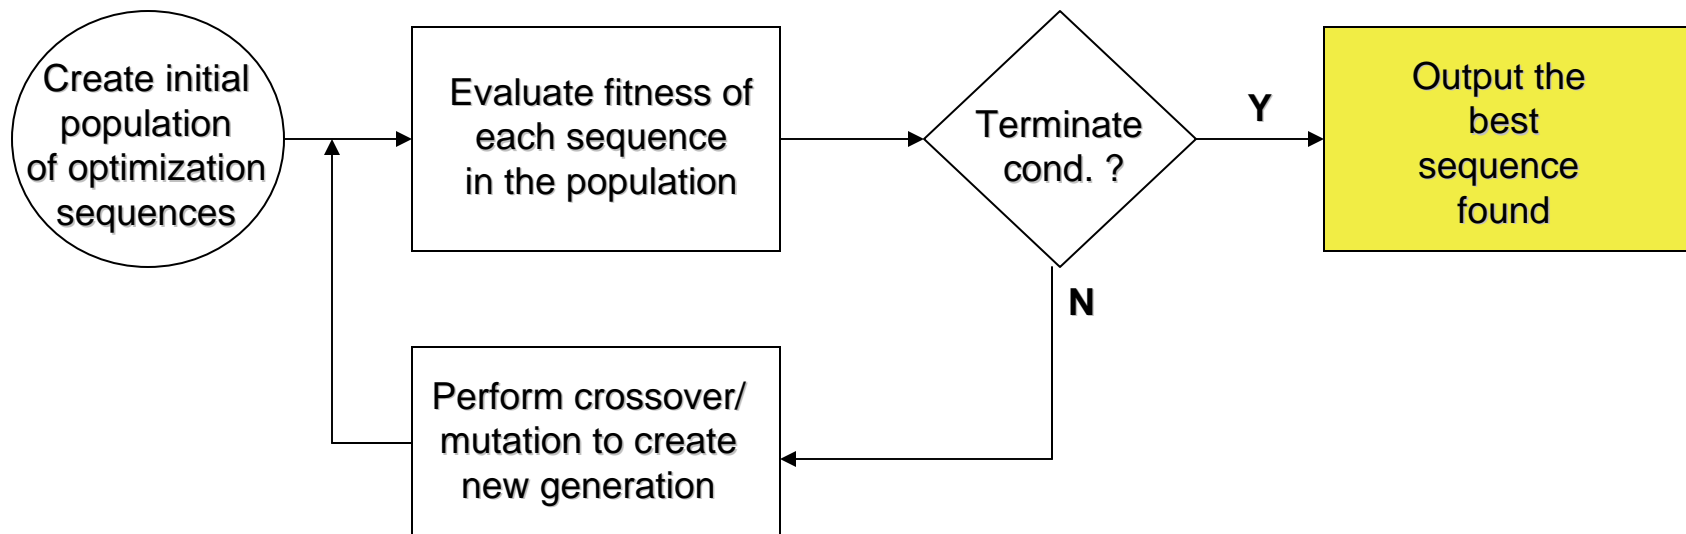 Create initial
population
of optimization
sequences
Evaluate fitness of
each sequence
in the population
Terminate
cond. ?
Y
Output the
best
sequence
found
N
Perform crossover/
mutation to create
new generation